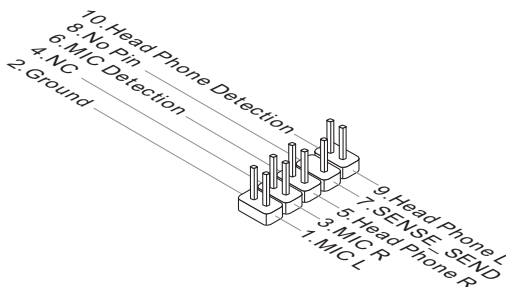 10.Head Phone Detection
8.No Pin
6.MIC Detection
4.NC
2.Ground
9.Head Phone L
7.SENSE_SEND
5.Head Phone R
3.MIC R
1.MIC L